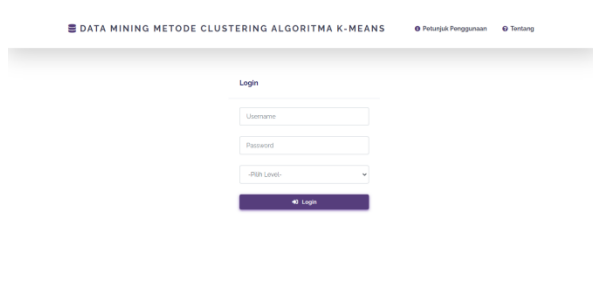 DATA MINING METODE CLUSTERING ALGORITMA K-MEANS
Petunjuk Penggunaan
Tentang
Login
Username
Password
-Pilih Level-
Login